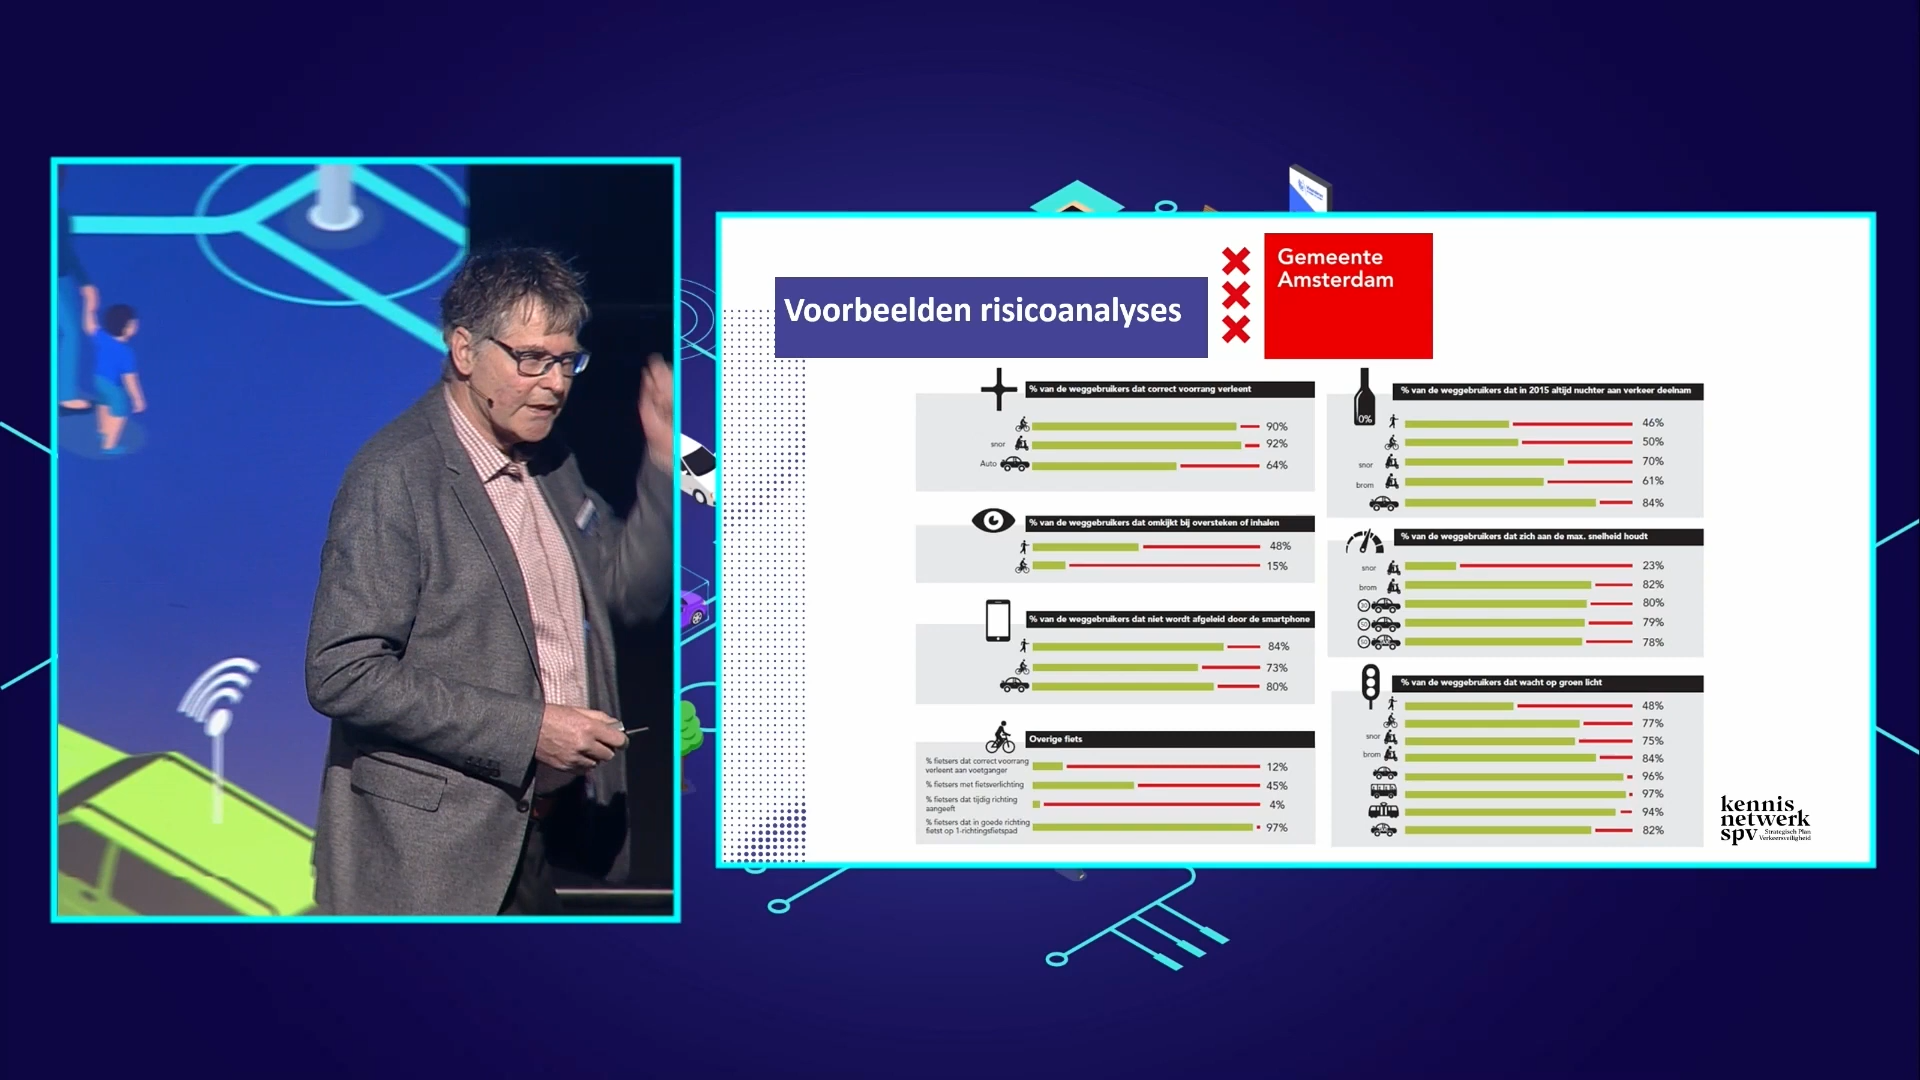 Gemeente
Amsterdam
Voorbeelden risicoanalyses
% van de weggebruikers dat correct voorrang verleent
90%
snor 92%
Auto 64%
% van de weggebruikers dat omkijkt bij oversteken of inhalen
48%
15%
% van de weggebruikers dat niet wordt afgeleid door de smartphone
84%
73%
80%
Overige fiets
% fietsers dat correct voorrang
verleent aan voetganger 12%
% fietsers met fietsverlichting 45%
% fietsers dat tijdig richting
aangeeft 4%
% fietsers dat in goede richting
fietst op 1-richtingsfietspad 97%
0%
% van de weggebruikers dat in 2015 altijd nuchter aan verkeer deelnam
46%
50%
snor 70%
brom 61%
84%
% van de weggebruikers dat zich aan de max. snelheid houdt
snor 23%
brom 82%
80%
79%
78%
% van de weggebruikers dat wacht op groen licht
48%
77%
snor 75%
brom 84%
96%
97%
94%
82%
kennis
netwerk
spv Strategisch Plan
Verkeersveiligheid